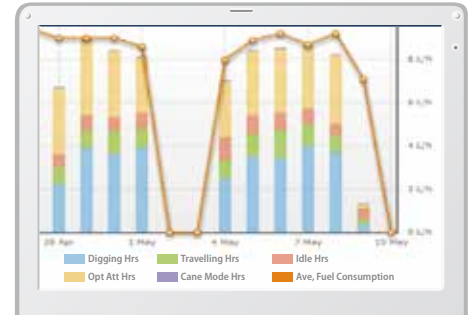 8 L/h
6 L/h
4 L/h
2 L/h
0 L/h
28 Apr 1 May 4 May 7 May 10 May
Digging Hrs Travelling Hrs Idle Hrs
Opt Att Hrs Cane Mode Hrs Ave, Fuel Consumption